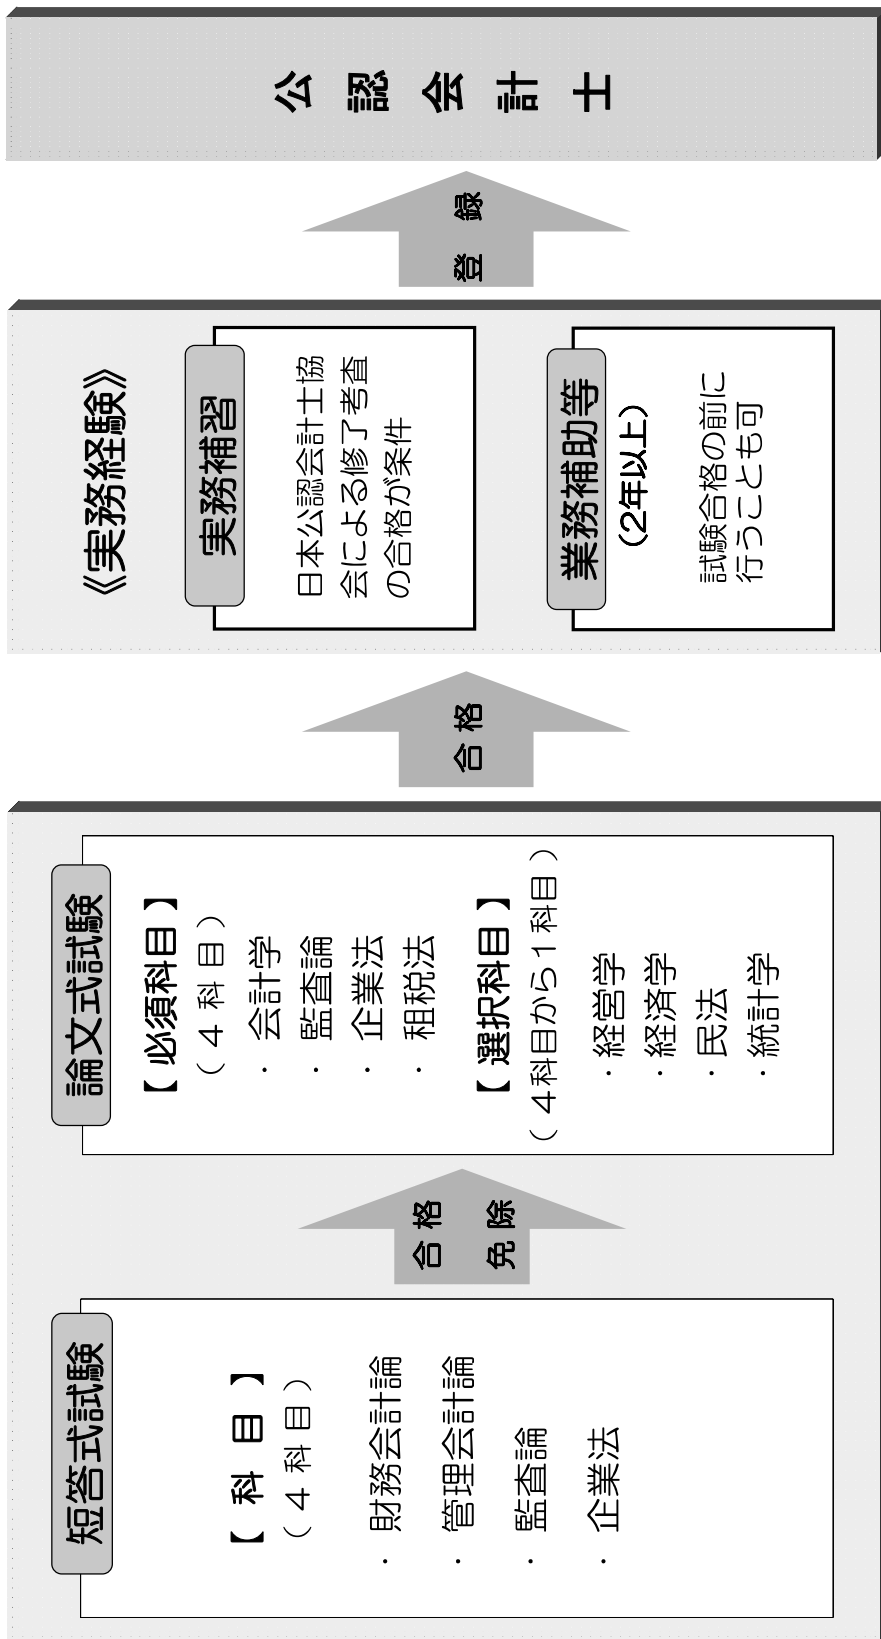 短答式試験
【 科 目 】
（ ４ 科 目 ）
・ 財務会計論
・ 管理会計論
・ 監査論
・ 企業法
合 格
免 除
論文式試験
【 必須科目 】
（ ４ 科 目 ）
・ 会計学
・ 監査論
・ 企業法
・ 租税法
【 選択科目 】
（ ４科目から１科目 ）
・経営学
・経済学
・民法
・統計学
合 格
《実務経験》
実務補習
日本公認会計士協
会による修了考査
の合格が条件
業務補助等
（2年以上）
試験合格の前に
行うことも可
登 録
公 認 会 計 士